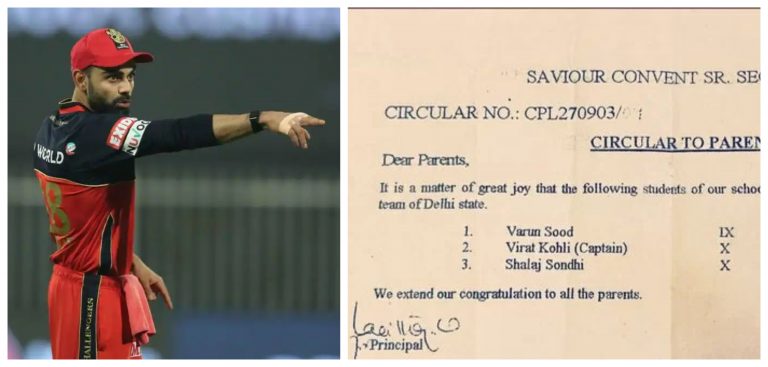 EXIDE
NUVO
WORLD
CHALLENGERS
SAVIOUR CONVENT SR. SEC
CIRCULAR NO.: CPL270903/
CIRCULAR TO PAREN
Dear Parents,
It is a matter of great joy that the following students of our schoo
team of Delhi state.
1. Varun Sood IX
2. Virat Kohli (Captain) X
3. Shalaj Sondhi X
We extend our congratulation to all the parents.
Principal